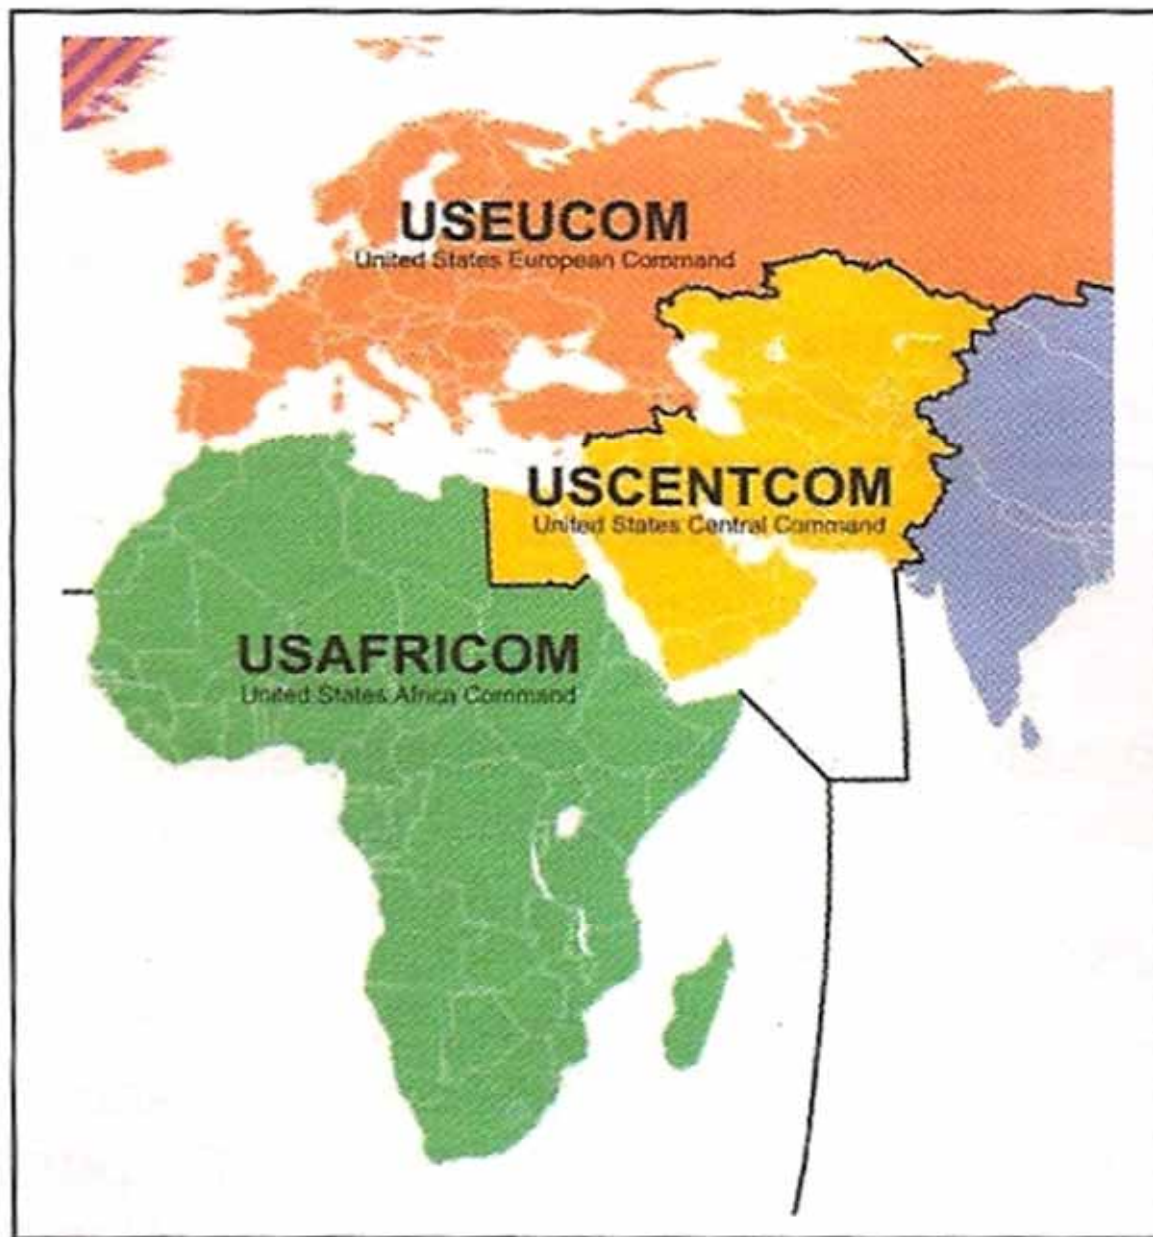 USEUCOM
United States European Command
USCENTCOM
United States Central Command
USAFRICOM
United States Africa Command